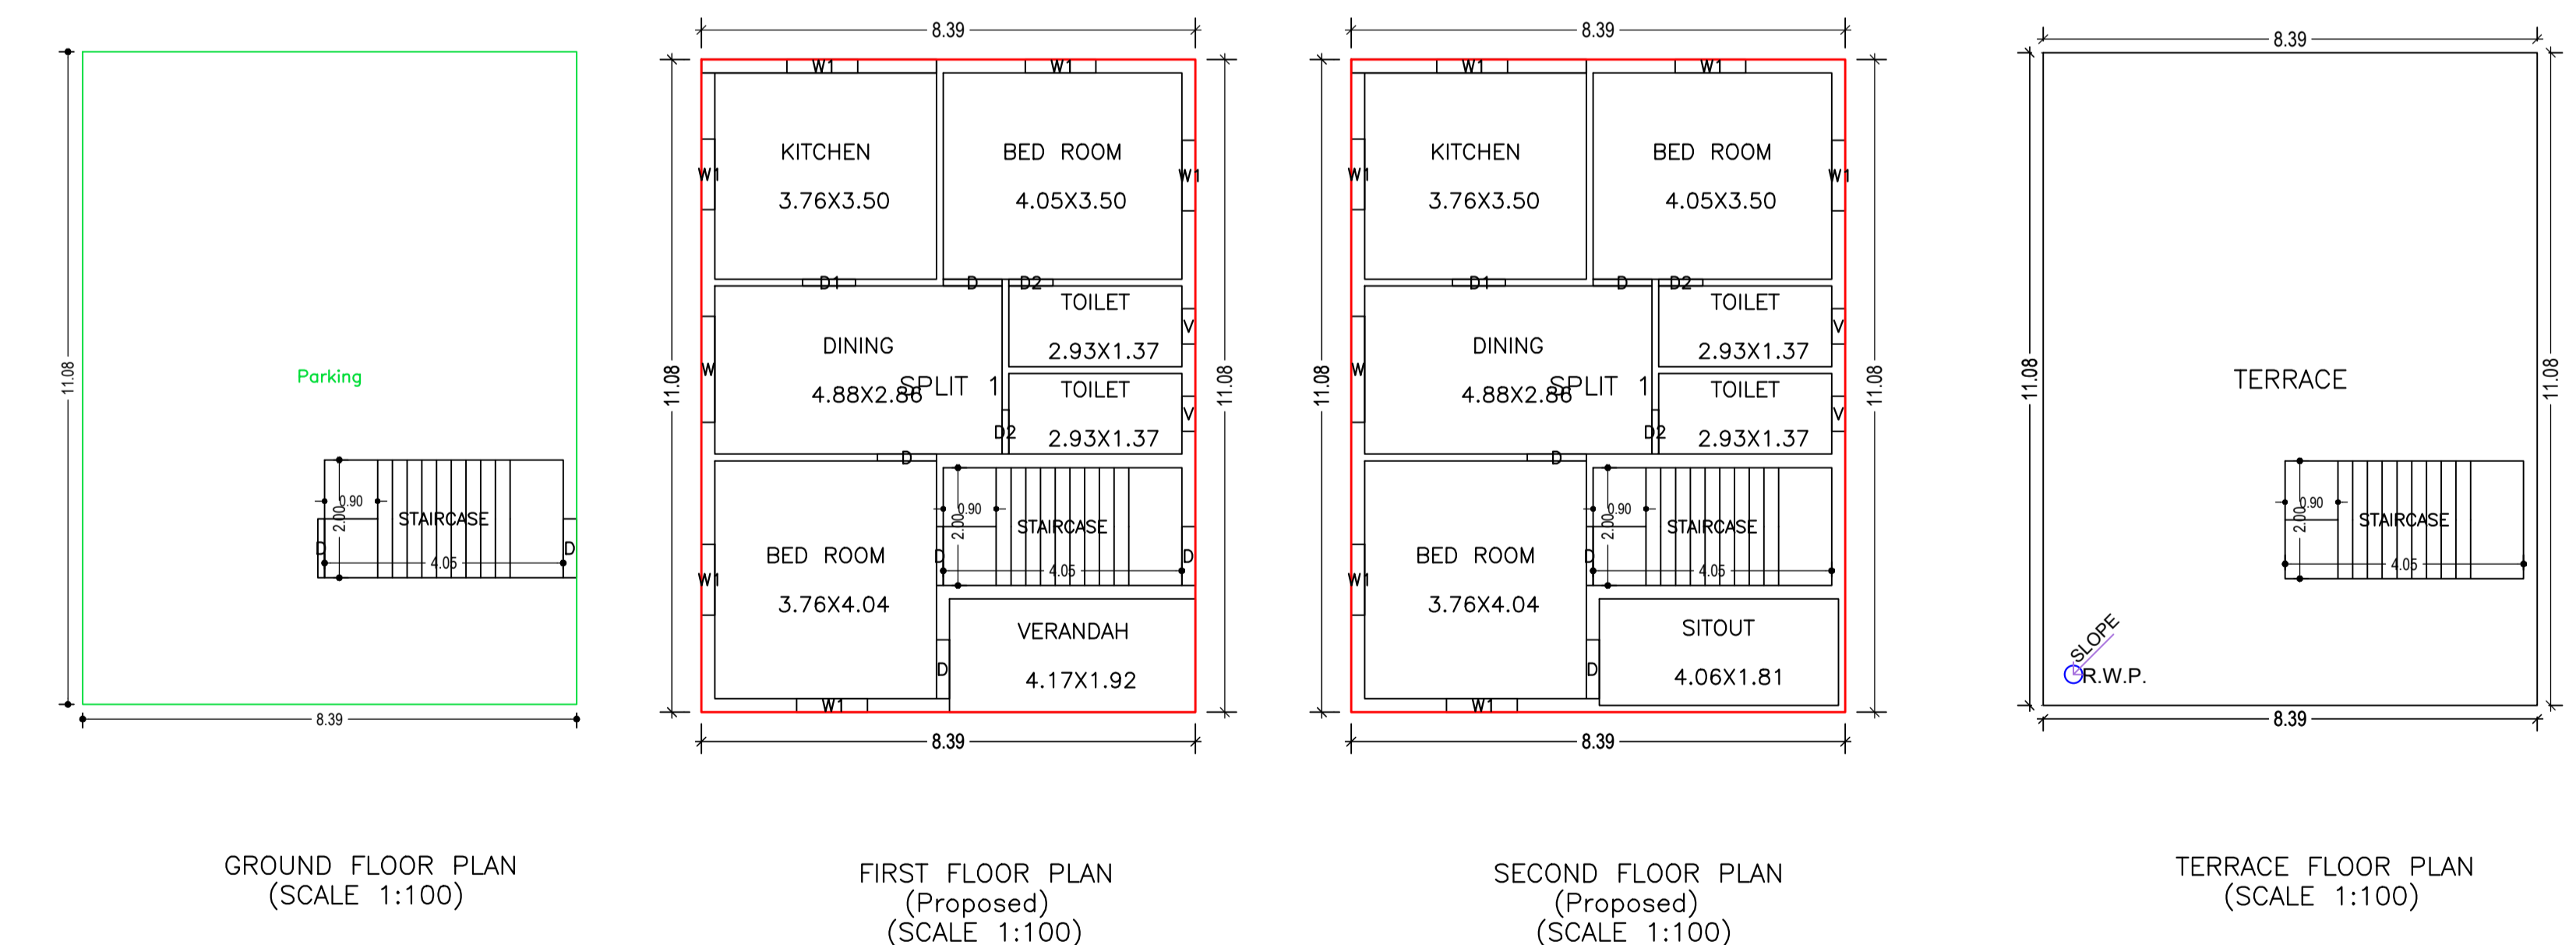 8.39
8.39
8.39
W1
W1
W1
W1
KITCHEN
BED ROOM
KITCHEN
BED ROOM
W1
W1
W1
W1
3.76X3.50
4.05X3.50
3.76X3.50
4.05X3.50
D1
D
D2
D1
D
D2
TOILET
TOILET
DINING
V
DINING
V
2.93X1.37
2.93X1.37
11.08
Parking
11.08
W
4.88X2.86
SPLIT 1
11.08
11.08
W
4.88X2.86
SPLIT 1
11.08
11.08
TERRACE
11.08
TOILET
V
TOILET
V
D2
2.93X1.37
D2
2.93X1.37
D
D
0.90
2.00
STAIRCASE
D
D
4.05
0.90
2.00
STAIRCASE
D
D
4.05
0.90
2.00
STAIRCASE
D
4.05
0.90
2.00
STAIRCASE
4.05
BED ROOM
BED ROOM
W1
W1
3.76X4.04
3.76X4.04
VERANDAH
SITOUT
D
4.17X1.92
D
4.06X1.81
SLOPE
R.W.P.
W1
W1
8.39
8.39
8.39
8.39
GROUND FLOOR PLAN
(SCALE 1:100)
FIRST FLOOR PLAN
(Proposed)
(SCALE 1:100)
SECOND FLOOR PLAN
(Proposed)
(SCALE 1:100)
TERRACE FLOOR PLAN
(SCALE 1:100)